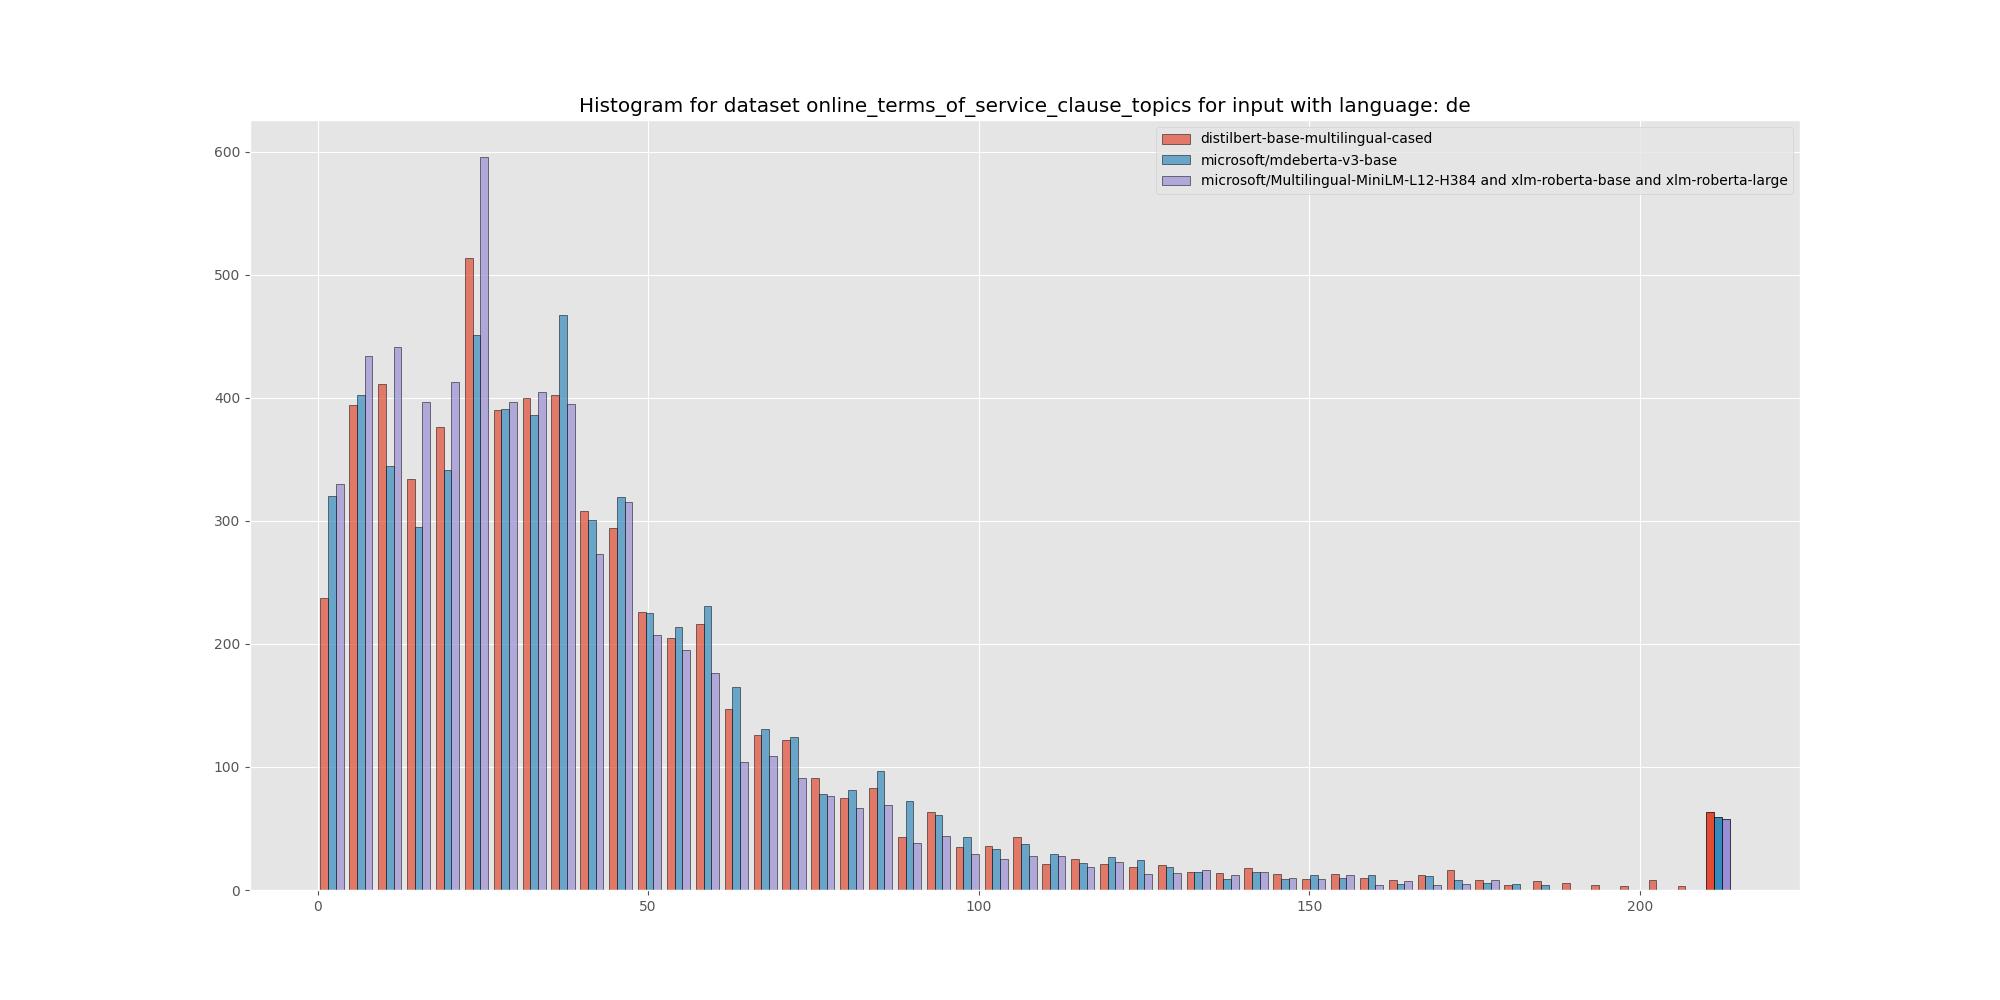 Histogram for dataset online_terms_of_service_clause_topics for input with language: de
distilbert-base-multilingual-cased
microsoft/mdeberta-v3-base
microsoft/Multilingual-MiniLM-L12-H384 and xlm-roberta-base and xlm-roberta-large
600
500
400
300
200
100
0
0 50 100 150 200